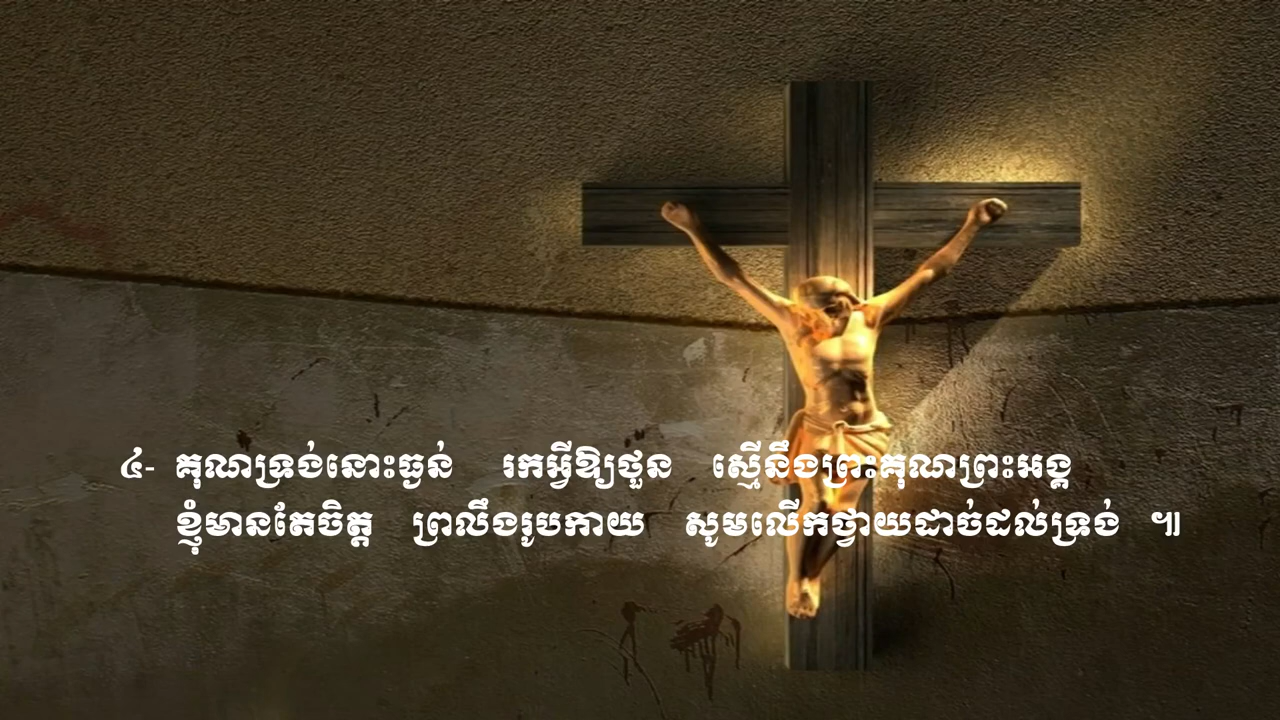 ៤- គុណទ្រង់នោះធ្ងន់ រកអ្វីឱ្យថួន ស្មើនឹងព្រះគុណព្រះអង្គ
ខ្ញុំមានតែចិត្ត ព្រលឹងរូបកាយ សូមលើកថ្វាយដាច់ដល់ទ្រង់ ៕